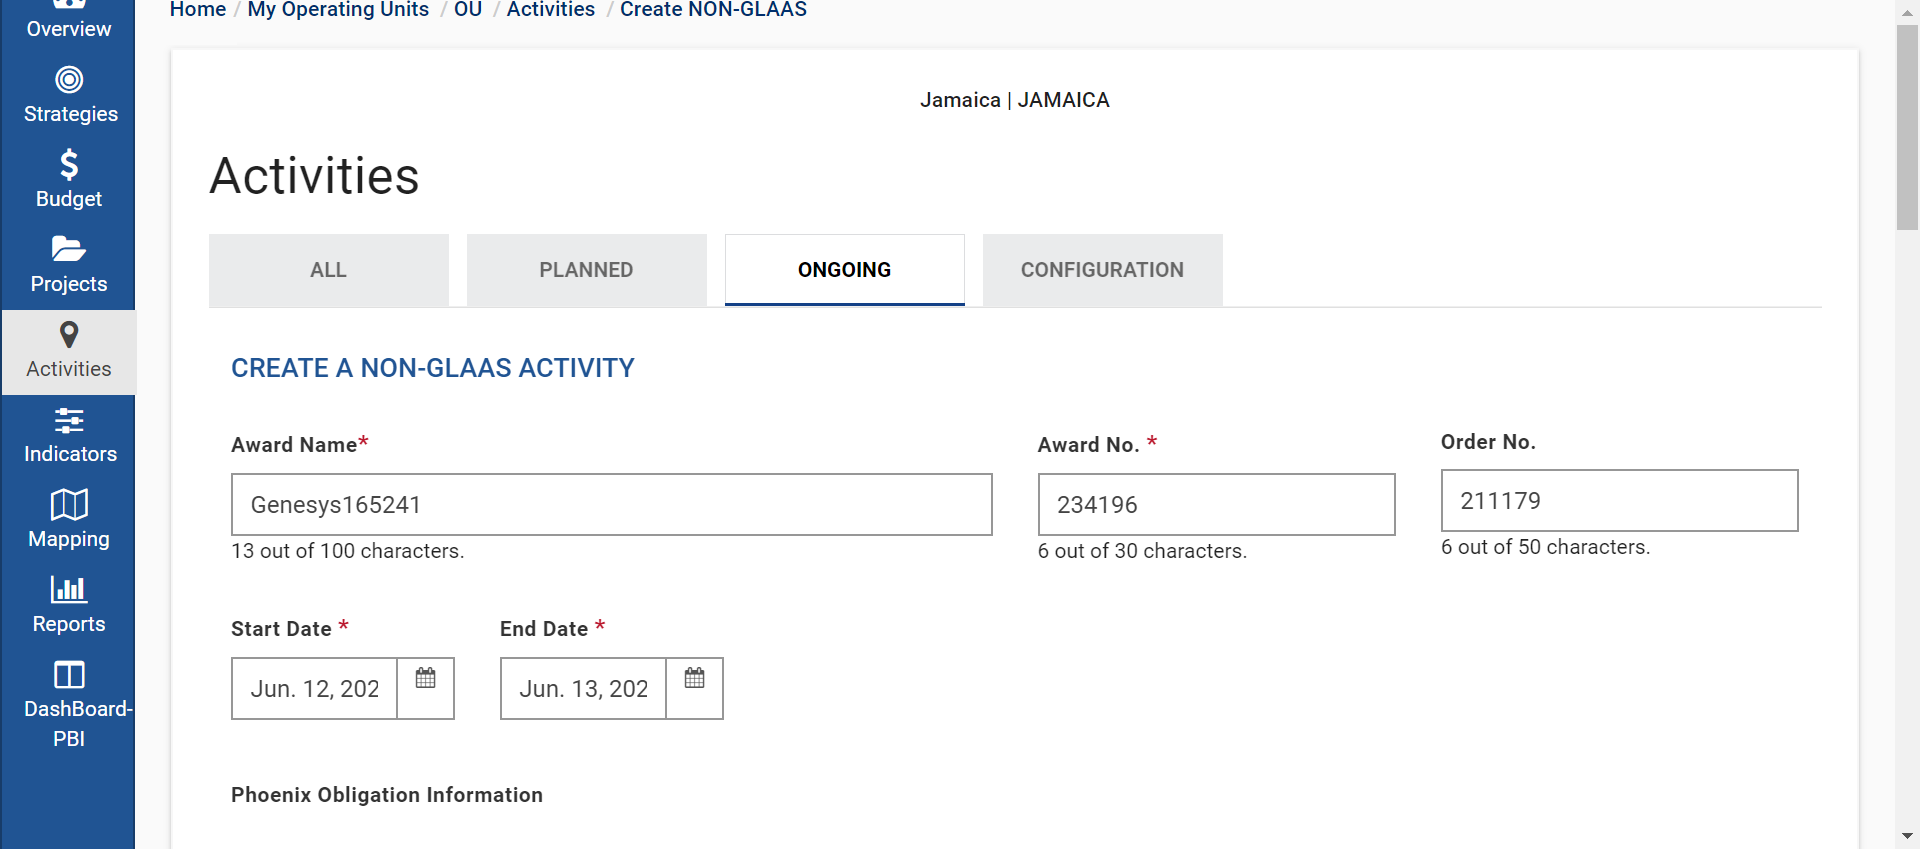 Home / My Operating Units / OU / Activities / Create NON-GLAAS
Overview
Strategies
Budget
Projects
Activities
Indicators
Mapping
Reports
DashBoard-
PBI
Jamaica | JAMAICA
Activities
ALL
PLANNED
ONGOING
CONFIGURATION
CREATE A NON-GLAAS ACTIVITY
Award Name*
Genesys165241
13 out of 100 characters.
Award No. *
234196
6 out of 30 characters.
Order No.
211179
6 out of 50 characters.
Start Date *
Jun. 12, 202
End Date *
Jun. 13, 202
Phoenix Obligation Information